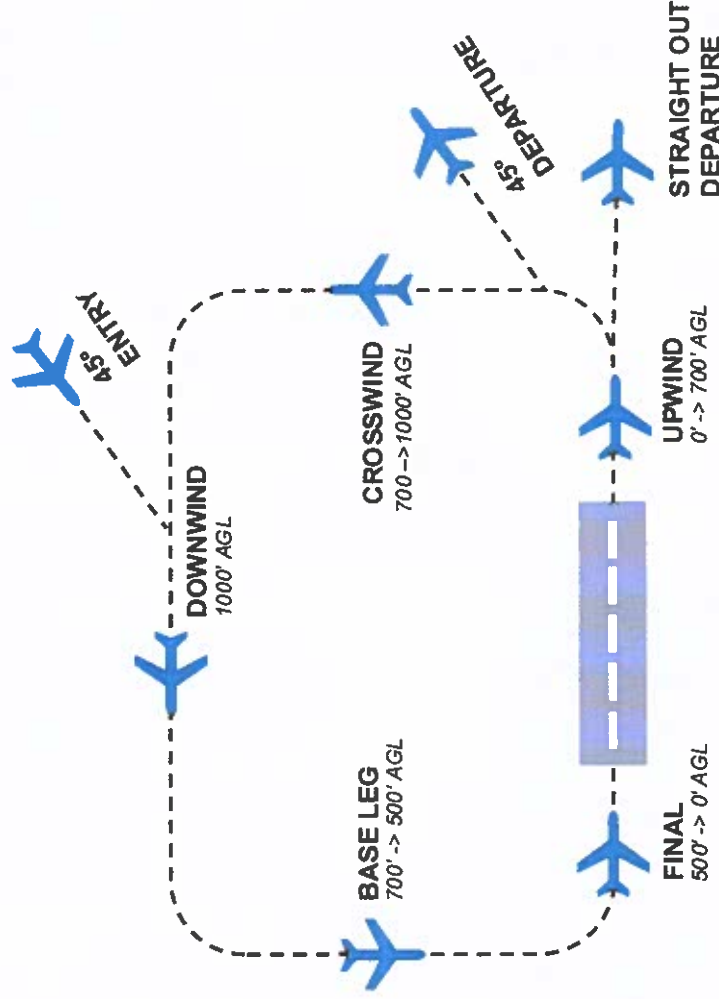 45°
ENTRY
45°
DEPARTURE
DOWNWIND
1000' AGL
CROSSWIND
700->1000' AGL
BASE LEG
700' -> 500' AGL
FINAL
500' -> 0' AGL
UPWIND
0' -> 700' AGL
STRAIGHT OUT
DEPARTURE